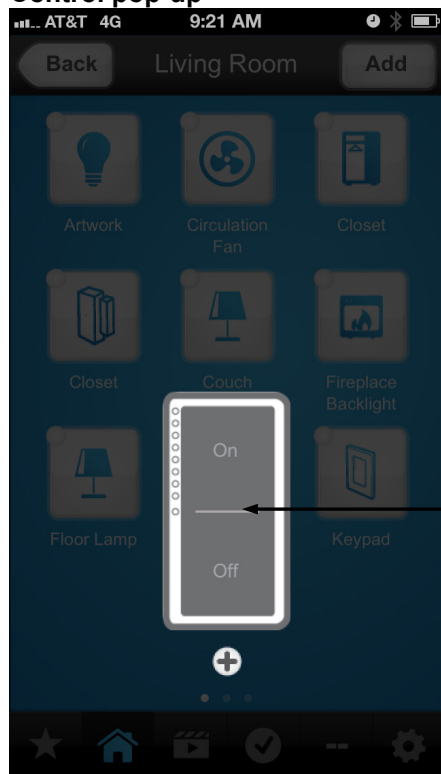 Control pop-up
AT&T 4G 9:21 AM
Back Living Room Add
Artwork Circulation Closet
Fan
Closet Couch Fireplace
Backlight
On
Floor Lamp Keypad
Off
--